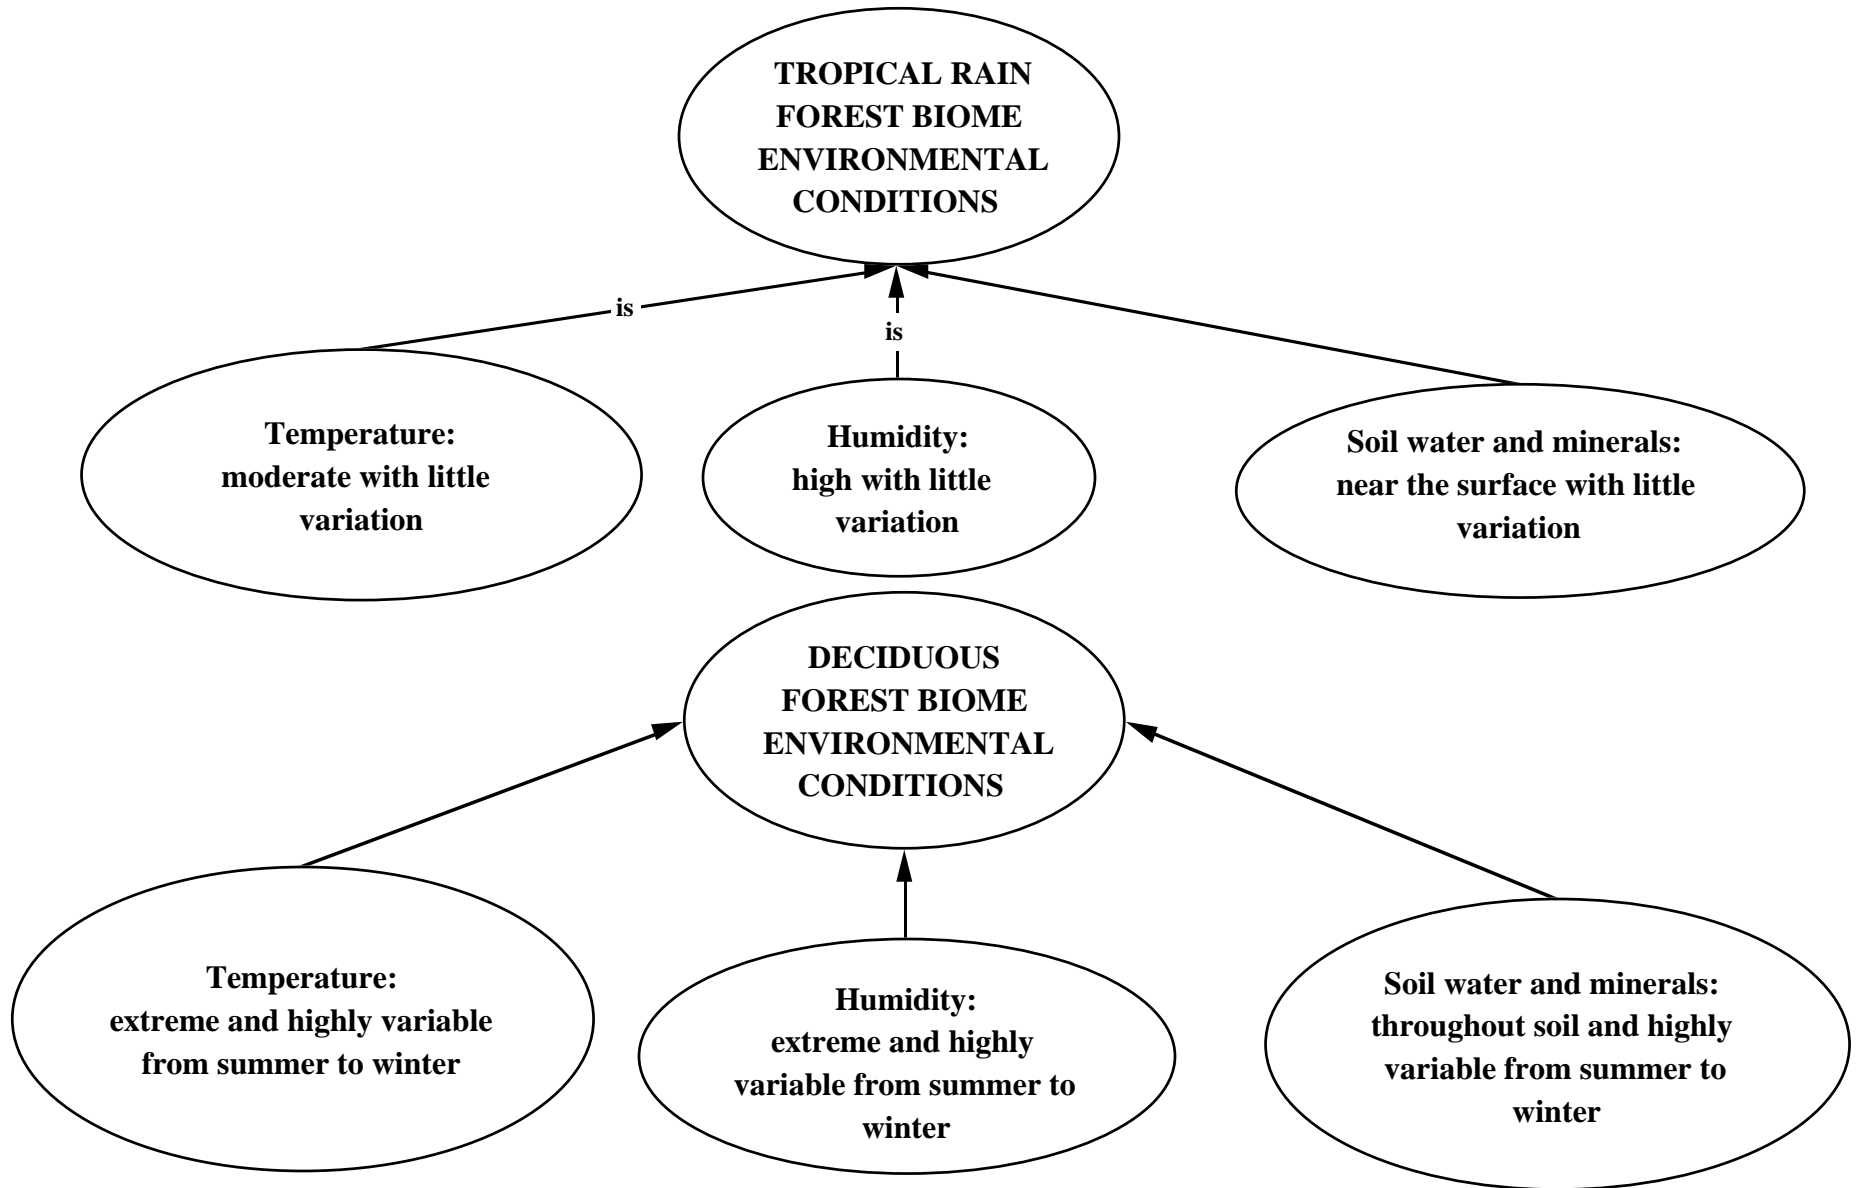 TROPICAL RAIN
FOREST BIOME
ENVIRONMENTAL
CONDITIONS
is
is
Temperature:
moderate with little
variation
Humidity:
high with little
variation
Soil water and minerals:
near the surface with little
variation
DECIDUOUS
FOREST BIOME
ENVIRONMENTAL
CONDITIONS
Temperature:
extreme and highly variable
from summer to winter
Humidity:
extreme and highly
variable from summer to
winter
Soil water and minerals:
throughout soil and highly
variable from summer to
winter